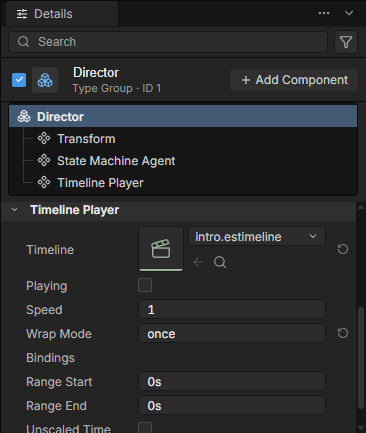 Details
Search
Director
Type Group · ID 1
+ Add Component
Director
Transform
State Machine Agent
Timeline Player
Timeline Player
Timeline
intro.estimeline
Playing
Speed
1
Wrap Mode
once
Bindings
Range Start
0s
Range End
0s
Unscaled Time